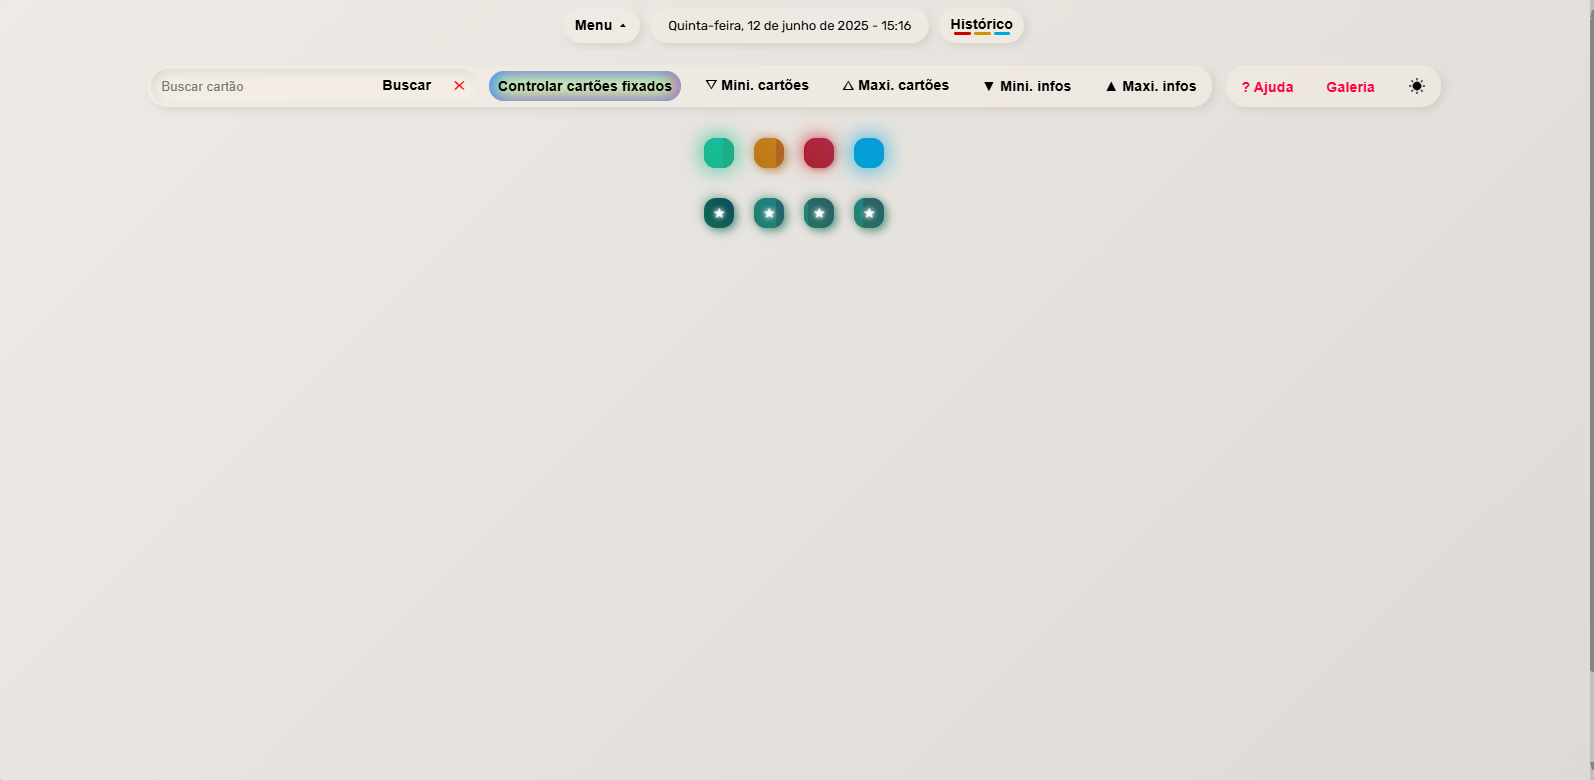 Menu
Quinta-feira, 12 de junho de 2025 - 15:16
Histórico
Buscar cartão
Buscar
Controlar cartões fixados
▽ Mini. cartões
△ Maxi. cartões
▼ Mini. infos
▲ Maxi. infos
? Ajuda
Galeria